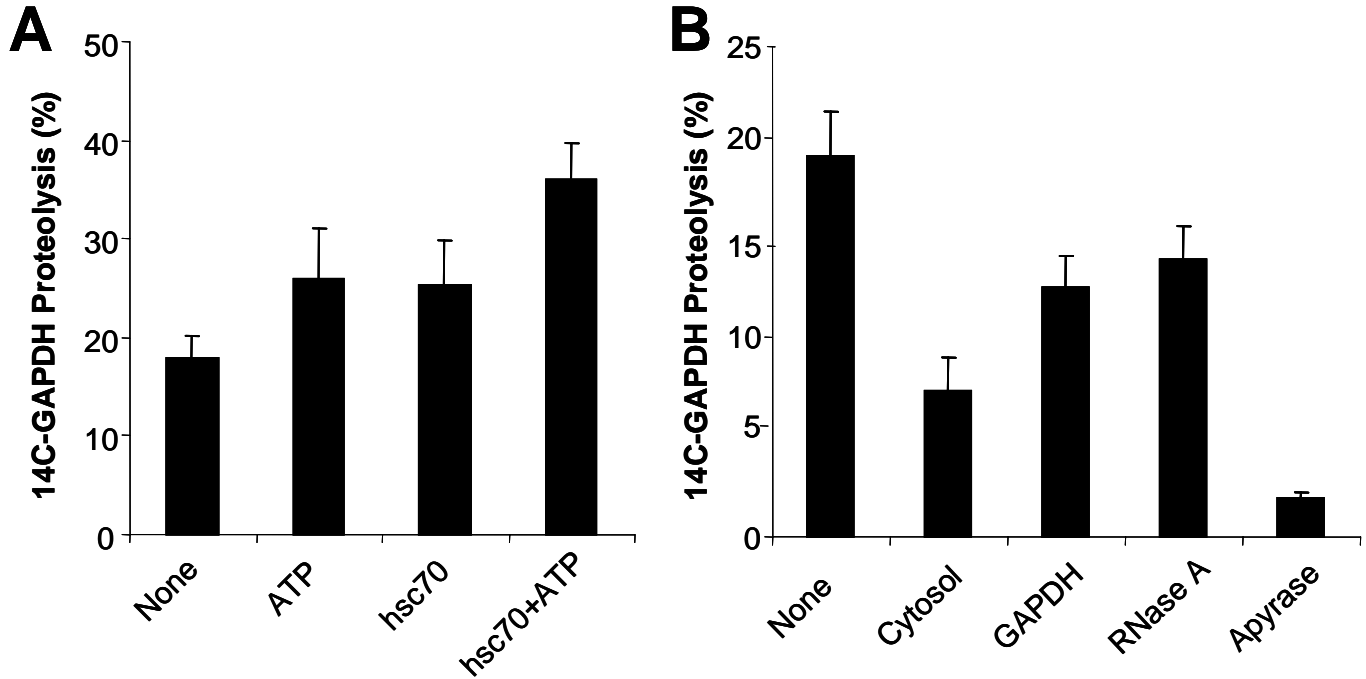 A
14C-GAPDH Proteolysis (%)
50
40
30
20
10
0
None
ATP
hsc70
hsc70+ATP
B
14C-GAPDH Proteolysis (%)
25
20
15
10
5
0
None
Cytosol
GAPDH
RNase A
Apyrase